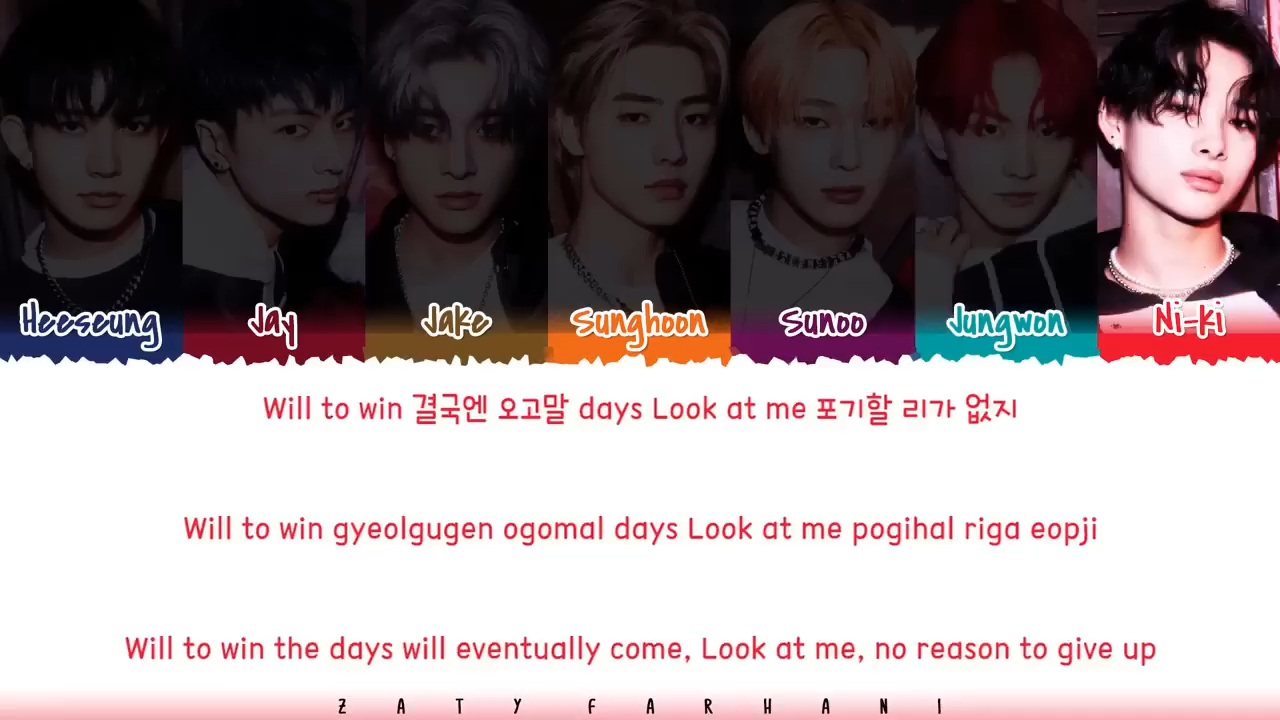 Heeseung Jay Jake Sunghoon Sunoo Jungwon Ni-ki
Will to win 결국엔 오고말 days Look at me 포기할 리가 없지
Will to win gyeolgugen ogomal days Look at me pogihal riga eopji
Will to win the days will eventually come, Look at me, no reason to give up
ZATY FARHANI